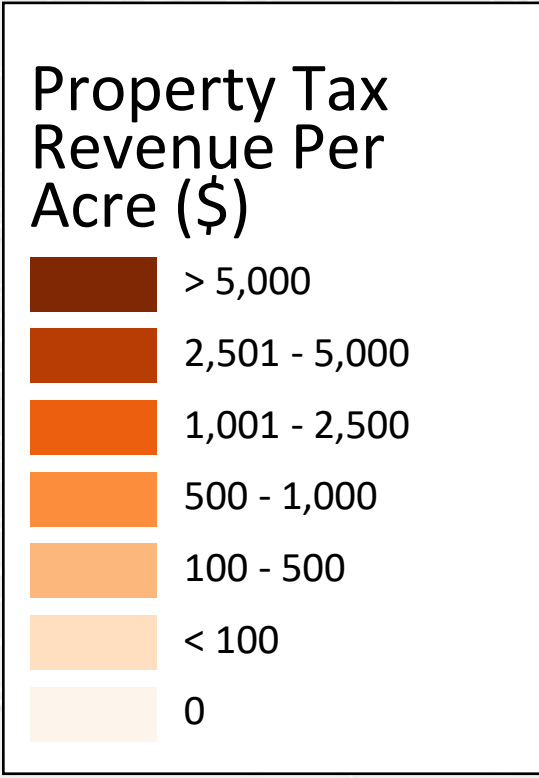 Property Tax
Revenue Per
Acre ($)
> 5,000
2,501 - 5,000
1,001 - 2,500
500 - 1,000
100 - 500
< 100
0